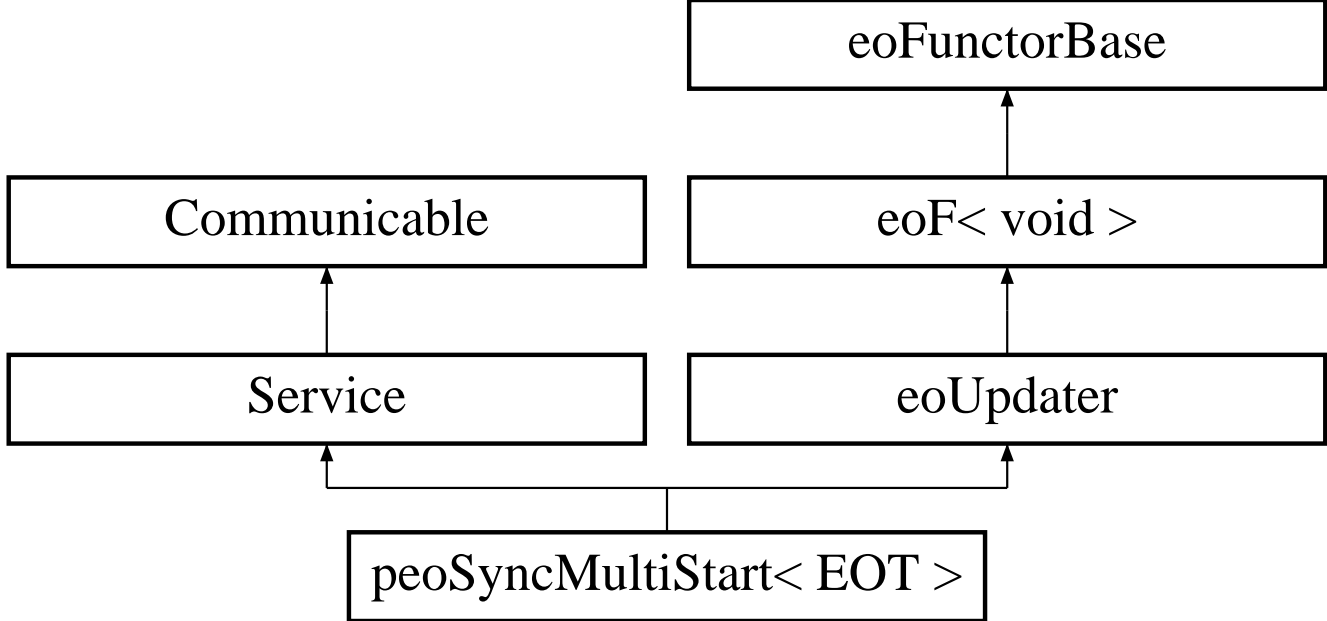 eoFunctorBase
Communicable
eoF< void >
Service
eoUpdater
peoSyncMultiStart< EOT >